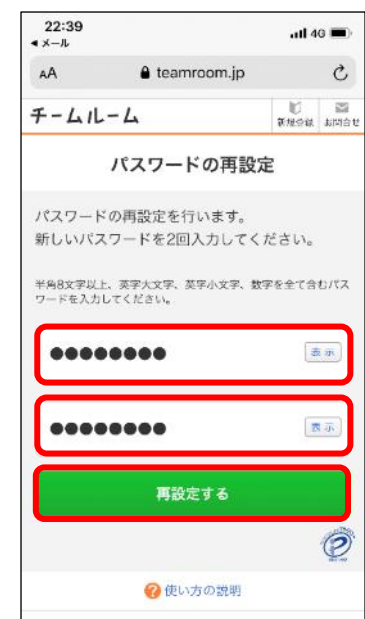 22:39
4G
◀ メール
AA teamroom.jp
チームルーム
新規登録 お問合せ
パスワードの再設定
パスワードの再設定を行います。
新しいパスワードを2回入力してください。
半角8文字以上、英字大文字、英字小文字、数字を全て含むパス
ワードを入力してください。
●●●●●●●● 表示
●●●●●●●● 表示
再設定する
使い方の説明